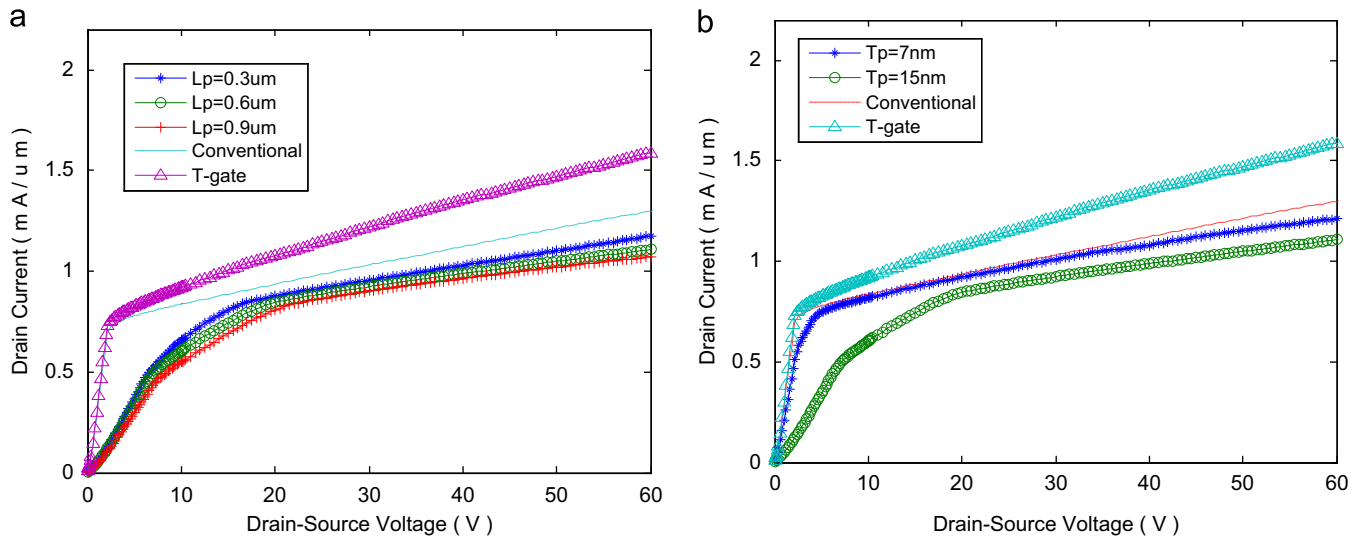 a
2
1.5
1
0.5
0
Drain Current ( m A / u m )
Lp=0.3um
Lp=0.6um
Lp=0.9um
Conventional
T-gate
0 10 20 30 40 50 60
Drain-Source Voltage ( V )
b
2
1.5
1
0.5
0
Drain Current ( m A / u m )
Tp=7nm
Tp=15nm
Conventional
T-gate
0 10 20 30 40 50 60
Drain-Source Voltage ( V )